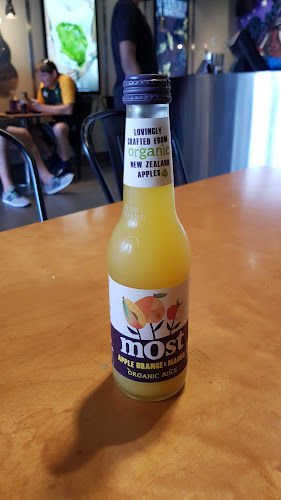 LOVINGLY
CRAFTED FROM
organic
NEW ZEALAND
APPLES
most
APPLE ORANGE & MANGO
ORGANIC JUICE